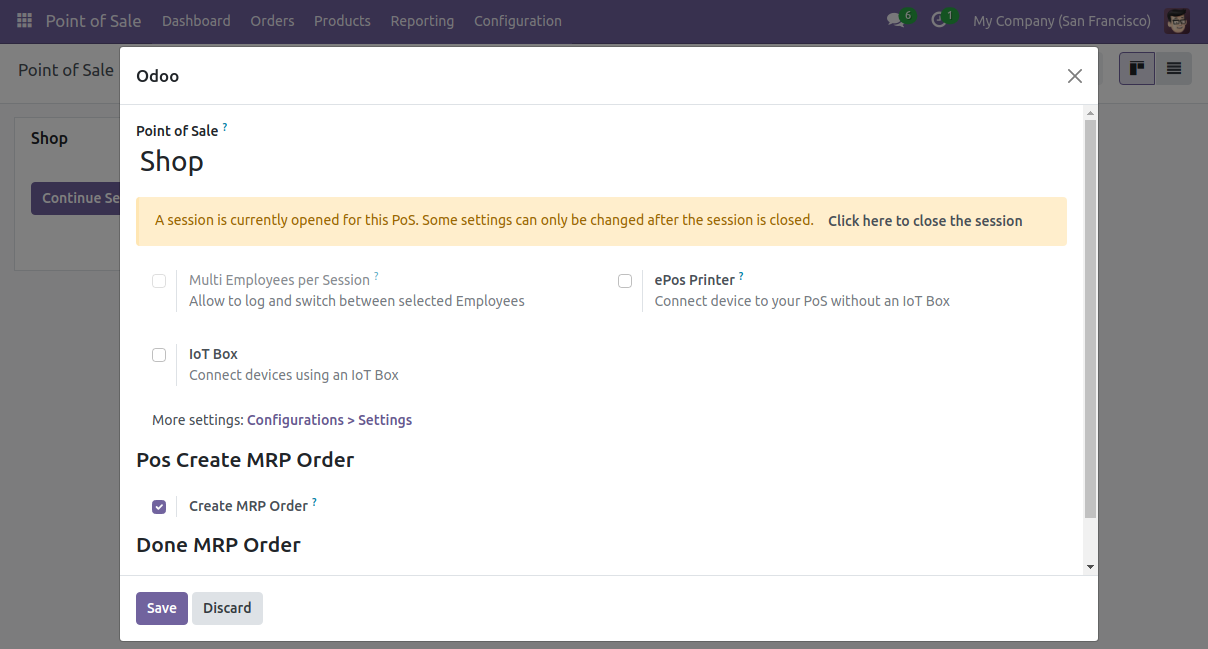 Point of Sale Dashboard Orders Products Reporting Configuration 6 1 My Company (San Francisco)
Point of Sale
Odoo
Shop
Continue Se
Point of Sale ?
Shop
A session is currently opened for this PoS. Some settings can only be changed after the session is closed. Click here to close the session
Multi Employees per Session ?
Allow to log and switch between selected Employees
ePos Printer ?
Connect device to your PoS without an IoT Box
IoT Box
Connect devices using an IoT Box
More settings: Configurations > Settings
Pos Create MRP Order
Create MRP Order ?
Done MRP Order
Save Discard